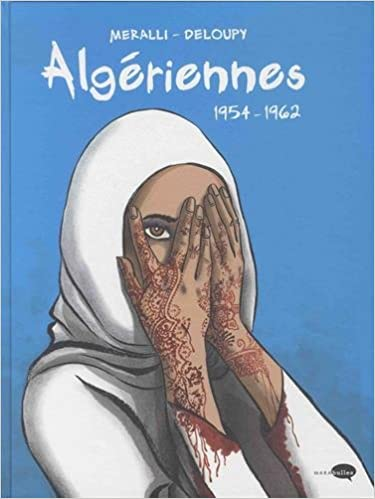 MERALLI - DELOUPY
Algériennes
1954 - 1962
marabulles